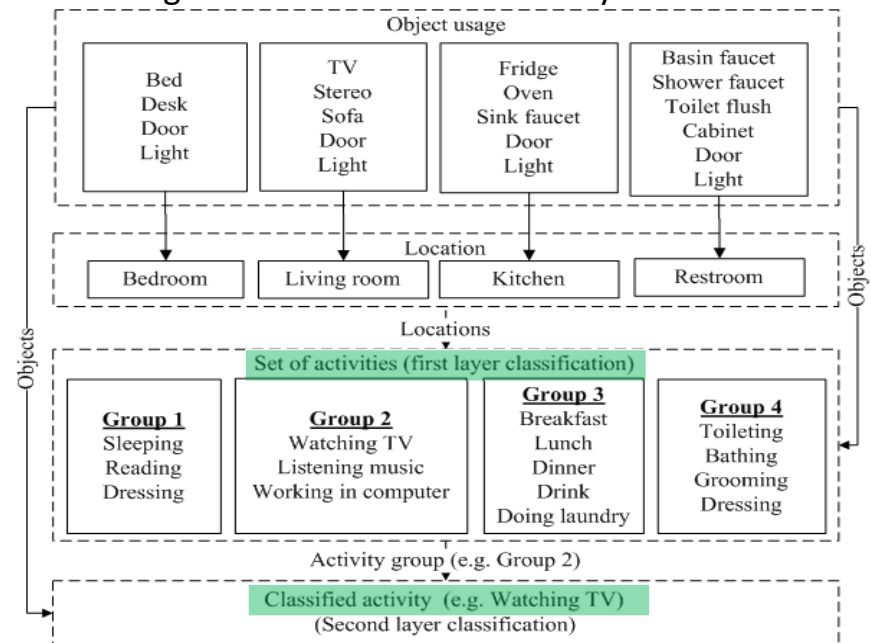 Object usage
Bed
Desk
Door
Light
TV
Stereo
Sofa
Door
Light
Fridge
Oven
Sink faucet
Door
Light
Basin faucet
Shower faucet
Toilet flush
Cabinet
Door
Light
Location
Bedroom
Living room
Kitchen
Restroom
Objects
Objects
Locations
Set of activities (first layer classification)
Group 1
Sleeping
Reading
Dressing
Group 2
Watching TV
Listening music
Working in computer
Group 3
Breakfast
Lunch
Dinner
Drink
Doing laundry
Group 4
Toileting
Bathing
Grooming
Dressing
Activity group (e.g. Group 2)
Classified activity (e.g. Watching TV)
(Second layer classification)